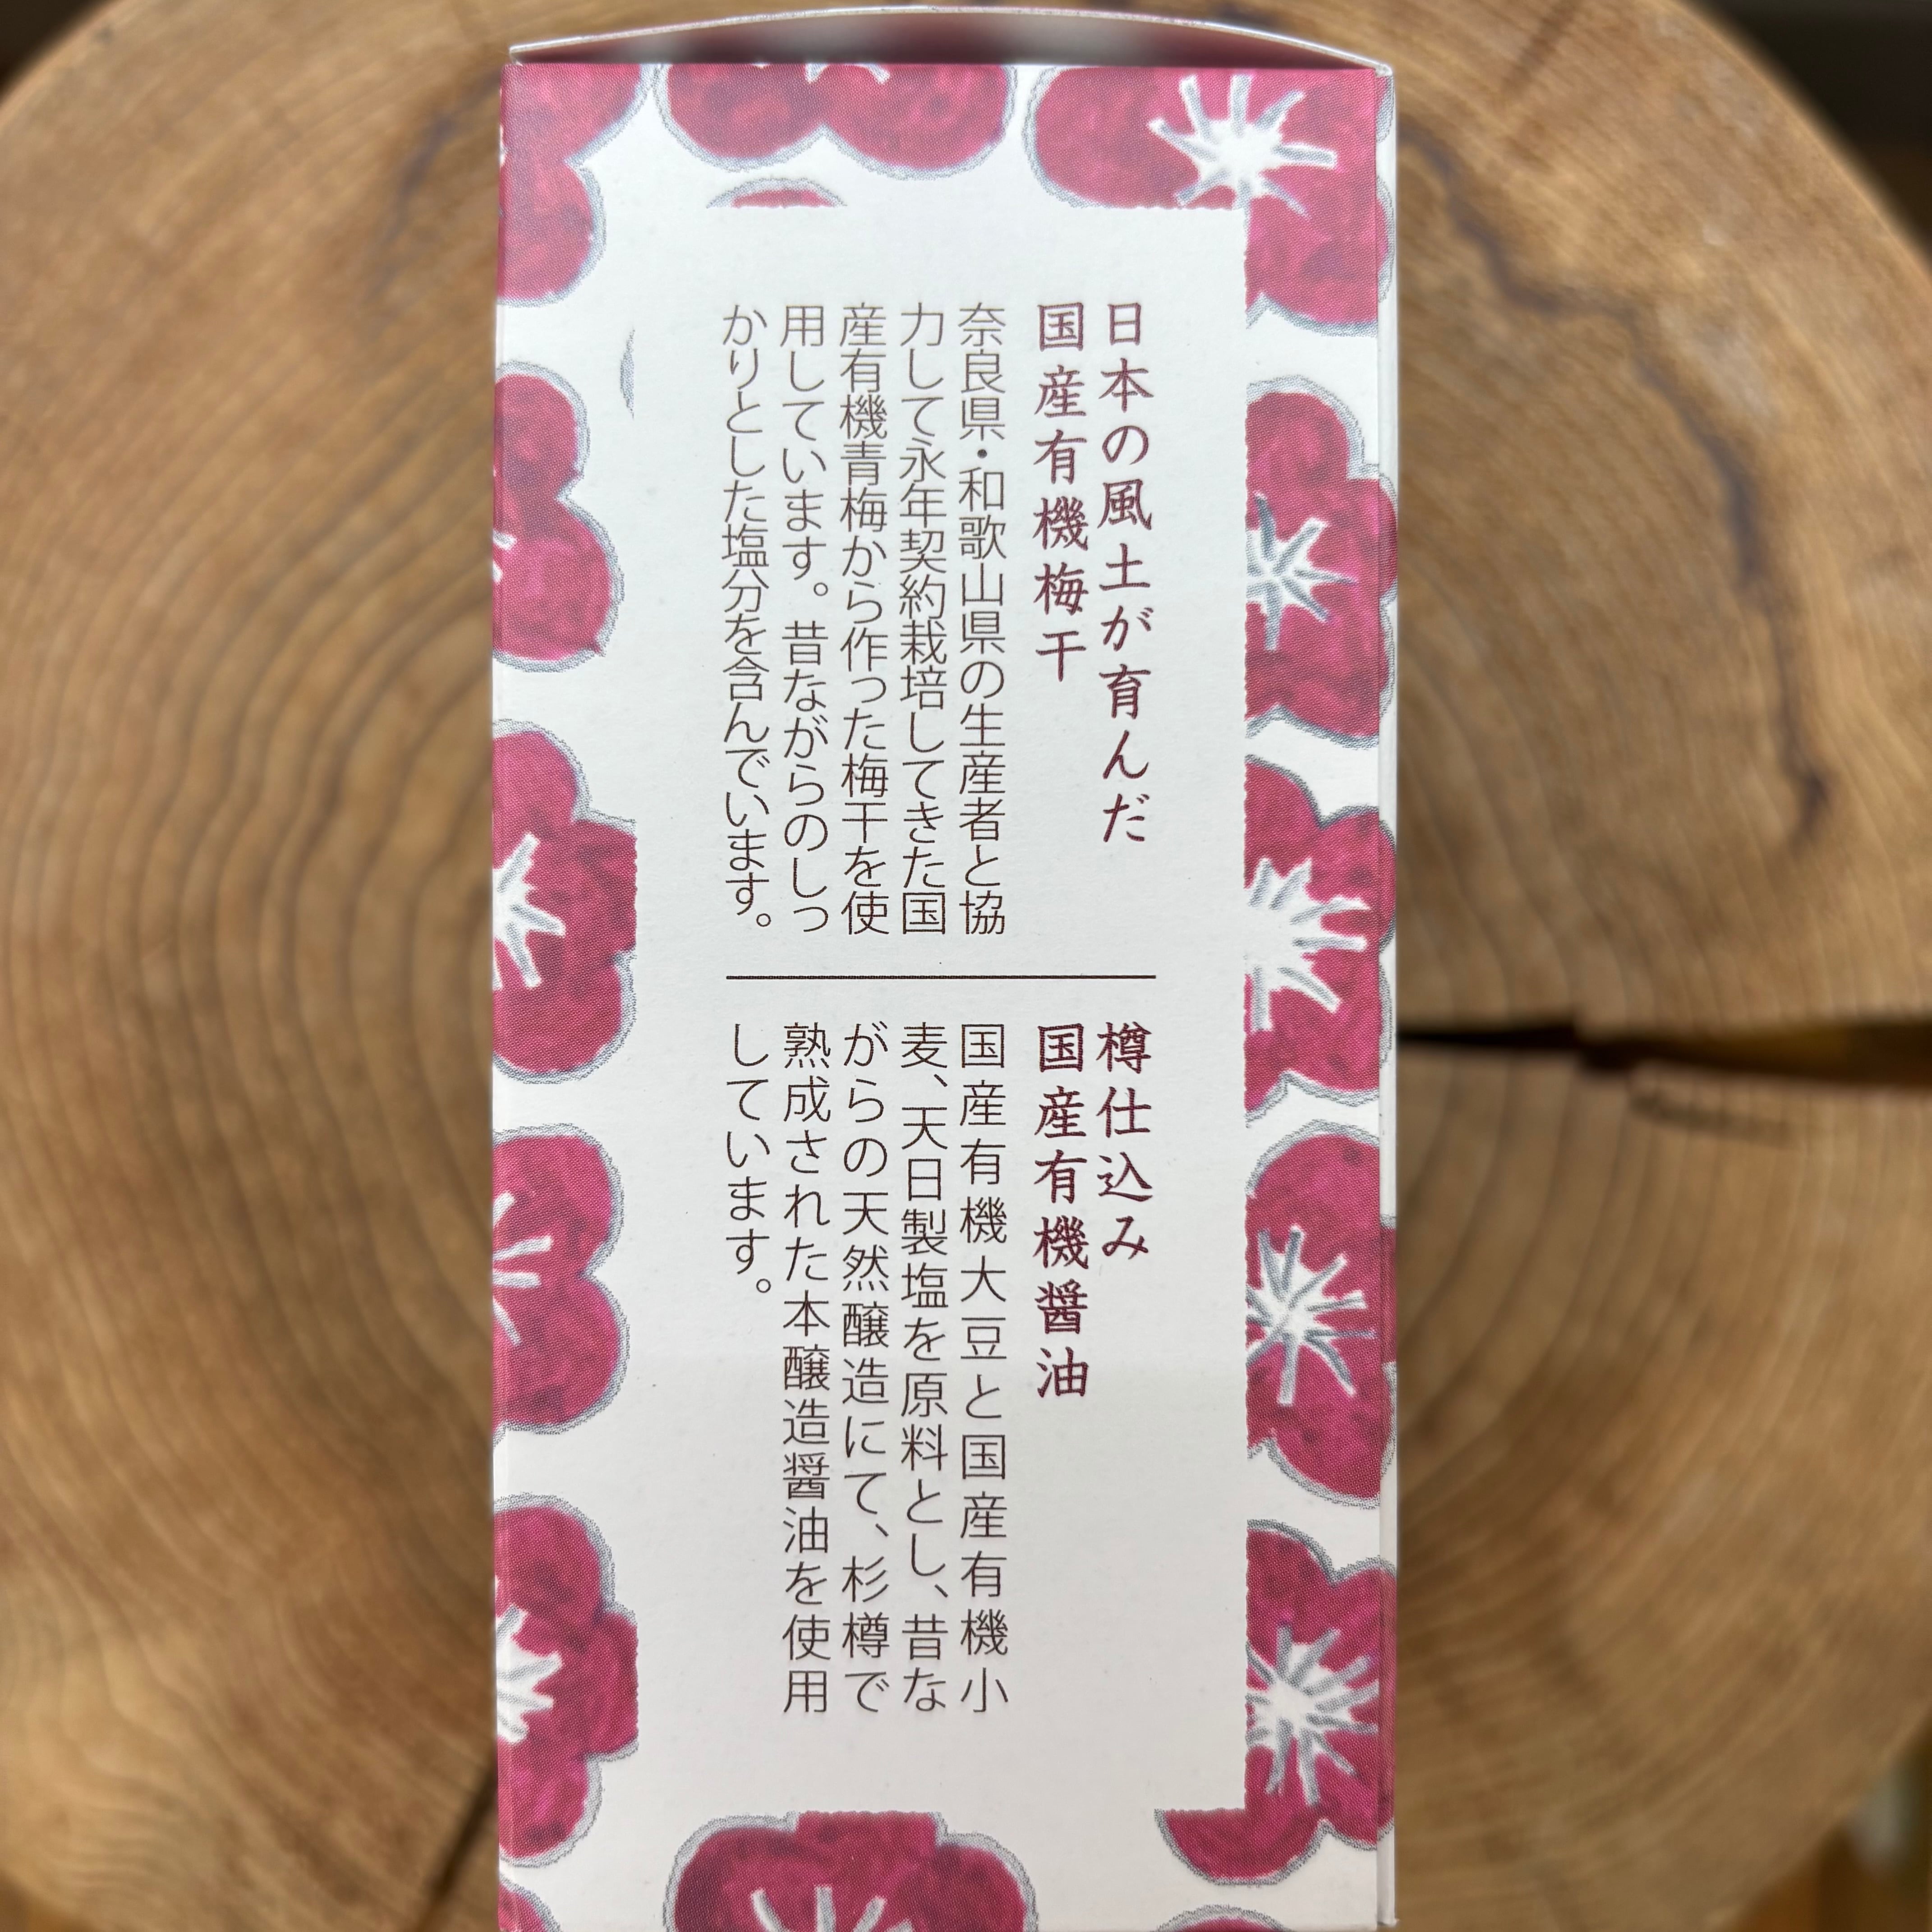 日本の風土が育んだ
国産有機梅干
奈良県・和歌山県の生産者と協
力して永年契約栽培してきた国
産有機青梅から作った梅干を使
用しています。昔ながらのしっ
かりとした塩分を含んでいます。
樽仕込み
国産有機醤油
国産有機大豆と国産有機小
麦、天日製塩を原料とし、昔な
がらの天然醸造にて、杉樽で
熟成された本醸造醤油を使用
しています。